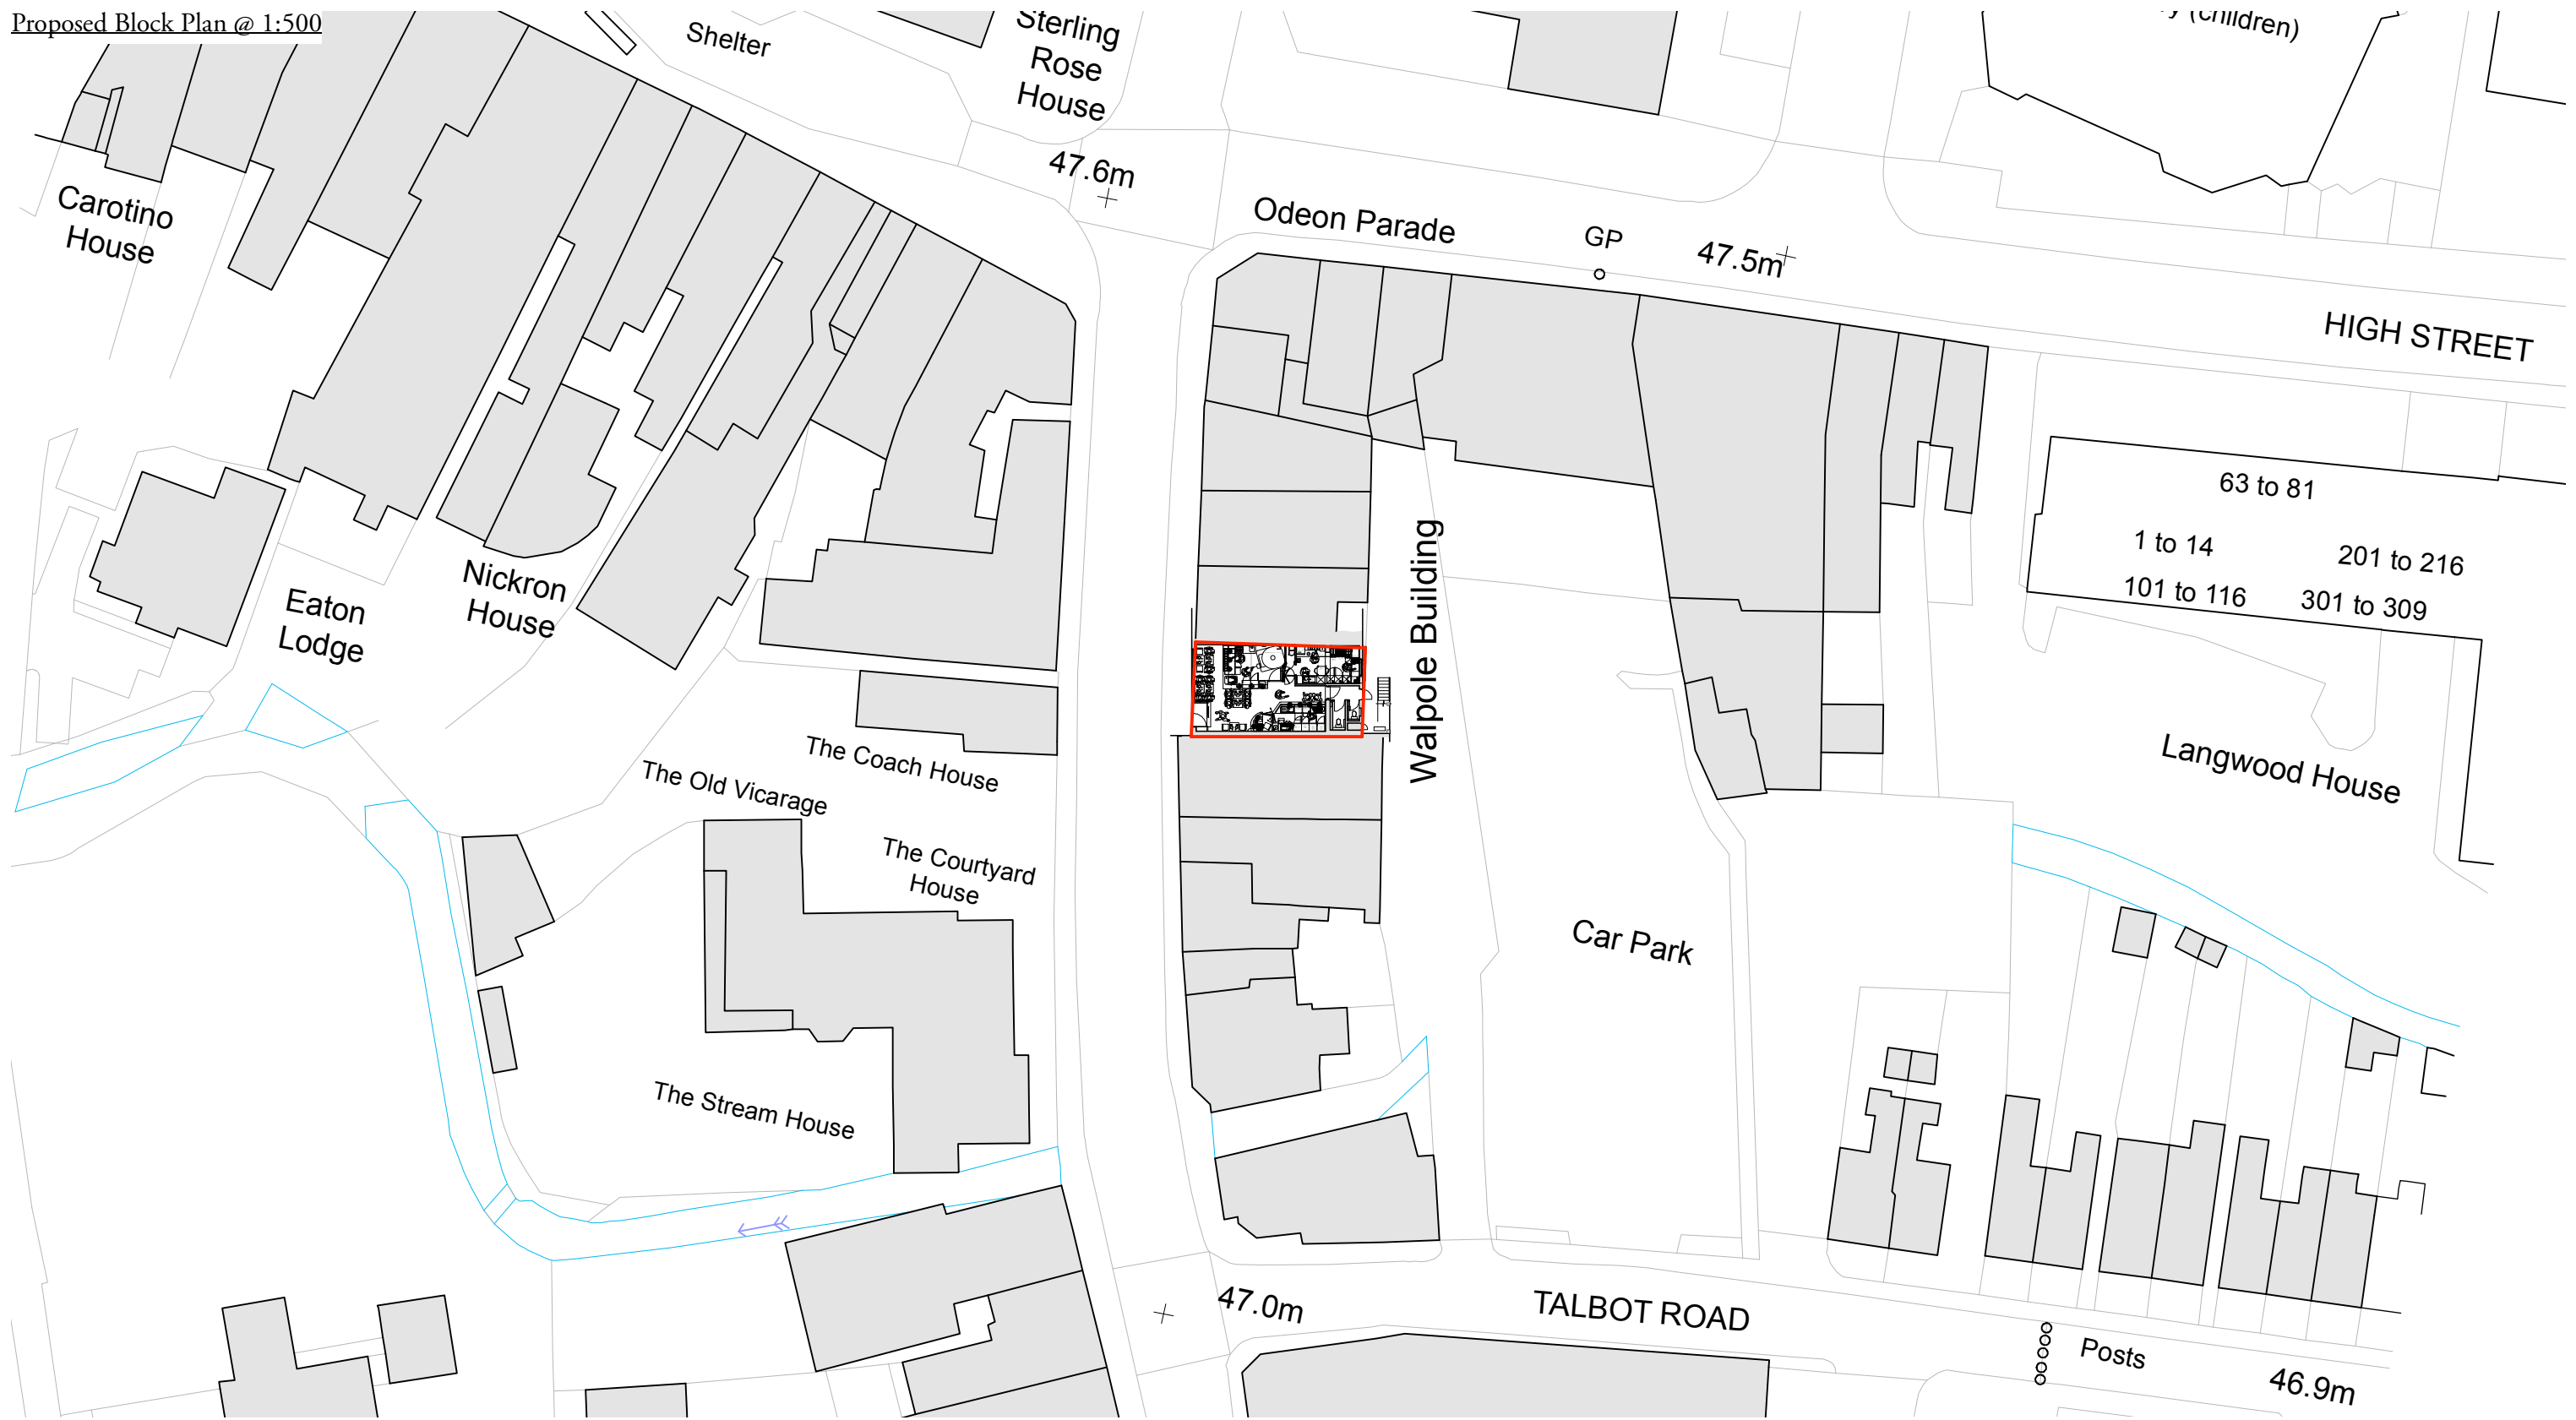 Proposed Block Plan @ 1:500
Shelter
Sterling
Rose
House
(children)
47.6m
Carotino
House
Odeon Parade
GP
47.5m
HIGH STREET
63 to 81
1 to 14
201 to 216
101 to 116
301 to 309
Nickron
House
Eaton
Lodge
Walpole Building
The Coach House
The Old Vicarage
Langwood House
The Courtyard
House
Car Park
The Stream House
47.0m
TALBOT ROAD
Posts
46.9m